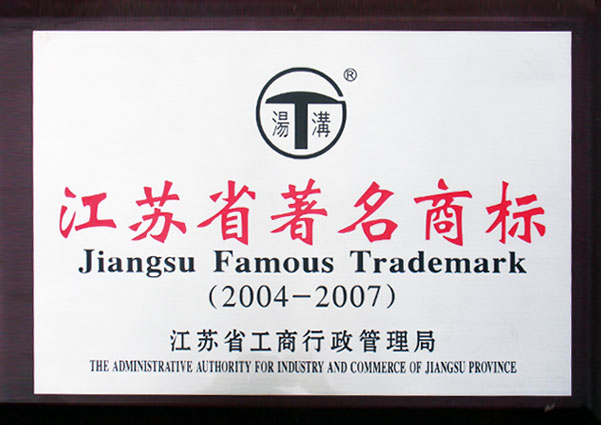 ®
湯 溝
江苏省著名商标
Jiangsu Famous Trademark
(2004-2007)
江苏省工商行政管理局
THE ADMINISTRATIVE AUTHORITY FOR INDUSTRY AND COMMERCE OF JIANGSU PROVINCE